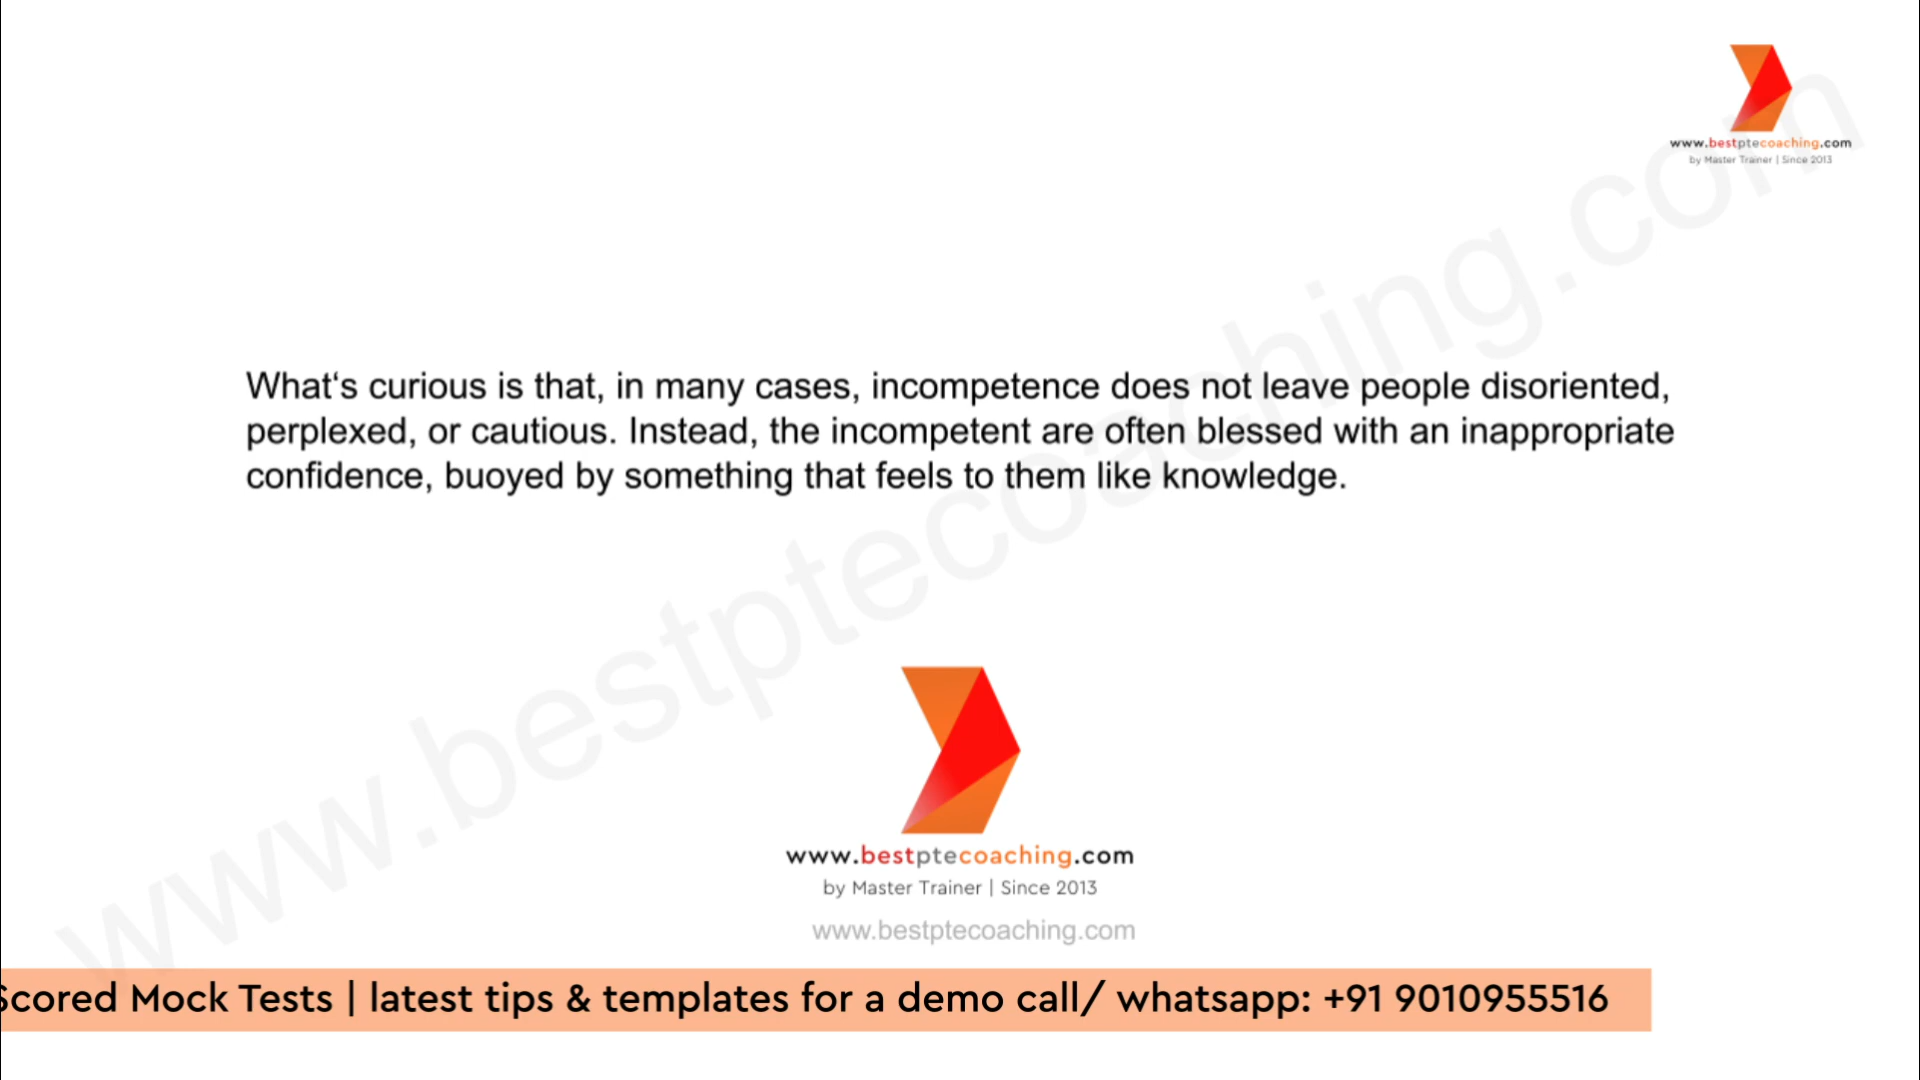 www.bestptecoaching.com
by Master Trainer | Since 2013
What‘s curious is that, in many cases, incompetence does not leave people disoriented,
perplexed, or cautious. Instead, the incompetent are often blessed with an inappropriate
confidence, buoyed by something that feels to them like knowledge.
www.bestptecoaching.com
www.bestptecoaching.com
by Master Trainer | Since 2013
www.bestptecoaching.com
Scored Mock Tests | latest tips & templates for a demo call/ whatsapp: +91 9010955516